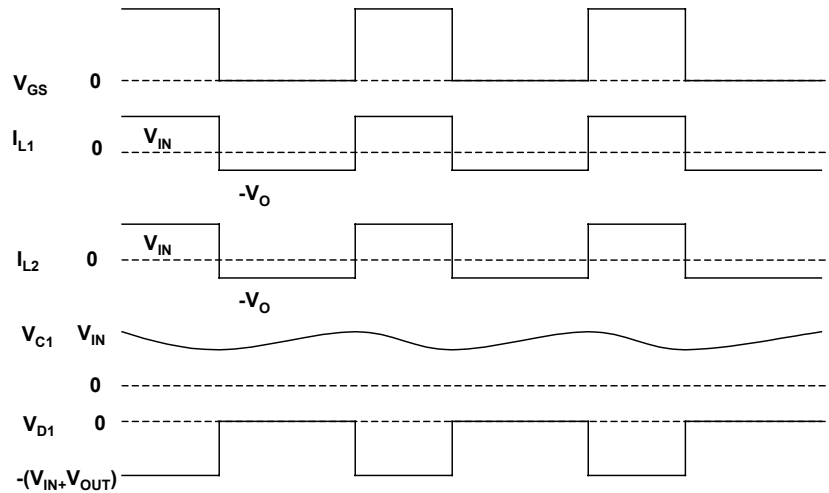 V_GS 0
I_L1 0 V_IN
-V_O
I_L2 0 V_IN
-V_O
V_C1 V_IN
0
V_D1 0
-(V_IN+V_OUT)